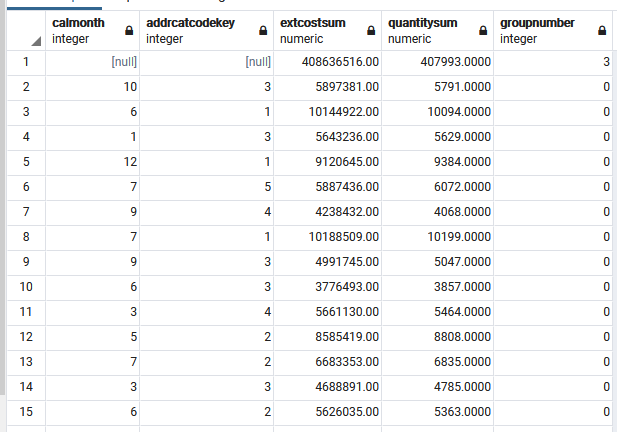 calmonth addrcatcodekey extcostsum quantitysum groupnumber
integer integer numeric numeric integer
1 [null] [null] 408636516.00 407993.0000 3
2 10 3 5897381.00 5791.0000 0
3 6 1 10144922.00 10094.0000 0
4 1 3 5643236.00 5629.0000 0
5 12 1 9120645.00 9384.0000 0
6 7 5 5887436.00 6072.0000 0
7 9 4 4238432.00 4068.0000 0
8 7 1 10188509.00 10199.0000 0
9 9 3 4991745.00 5047.0000 0
10 6 3 3776493.00 3857.0000 0
11 3 4 5661130.00 5464.0000 0
12 5 2 8585419.00 8808.0000 0
13 7 2 6683353.00 6835.0000 0
14 3 3 4688891.00 4785.0000 0
15 6 2 5626035.00 5363.0000 0